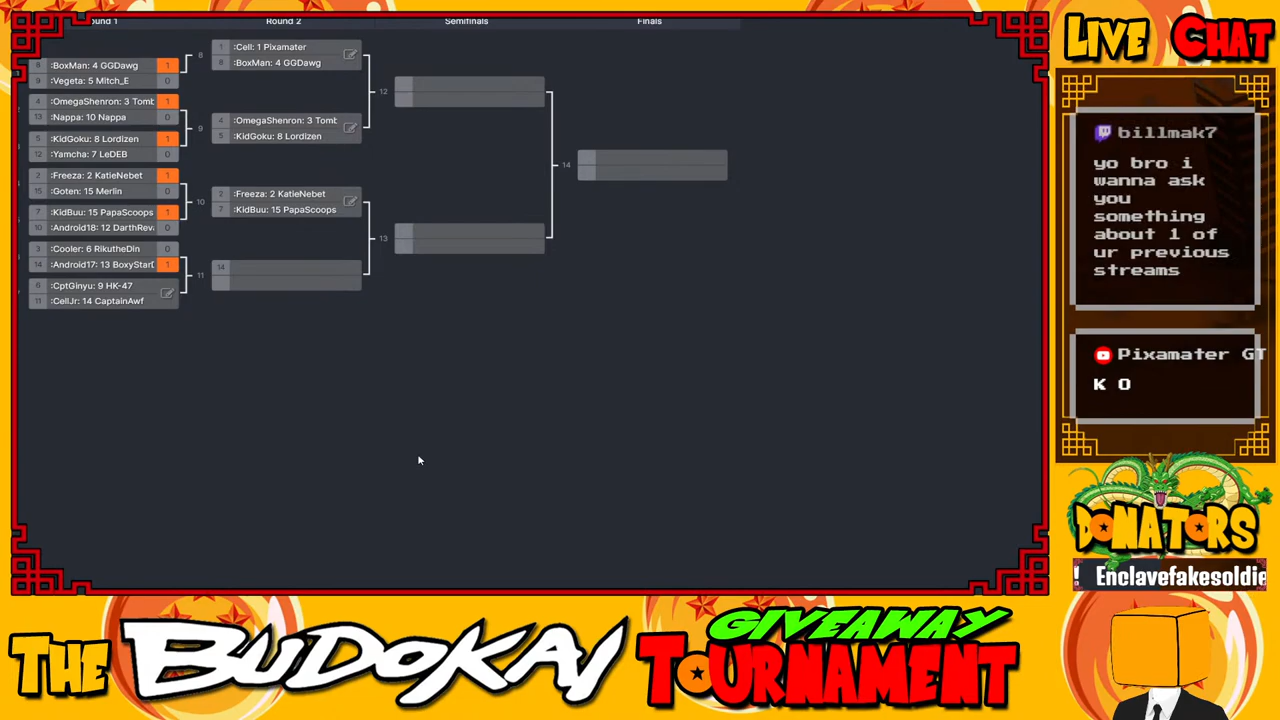 ound 1
Round 2
Semifinals
Finals
8 :BoxMan: 4 GGDawg 1
9 :Vegeta: 5 Mitch_E 0
4 :OmegaShenron: 3 Tomb 1
13 :Nappa: 10 Nappa 0
5 :KidGoku: 8 Lordizen 1
12 :Yamcha: 7 LeDEB 0
2 :Freeza: 2 KatieNebet 1
15 :Goten: 15 Merlin 0
7 :KidBuu: 15 PapaScoops 1
10 :Android18: 12 DarthReva 0
3 :Cooler: 6 RikutheDin 0
14 :Android17: 13 BoxyStarD 1
6 :CptGinyu: 9 HK-47
11 :CellJr: 14 CaptainAwf
8
1 :Cell: 1 Pixamater
8 :BoxMan: 4 GGDawg
9
4 :OmegaShenron: 3 Tomb
5 :KidGoku: 8 Lordizen
10
2 :Freeza: 2 KatieNebet
7 :KidBuu: 15 PapaScoops
11
14
12
13
14
LIVE CHAT
billmak7
yo bro i
wanna ask
you
something
about 1 of
ur previous
streams
Pixamater GT
K O
DONATORS
! Enclavefakesoldie
THE BUDOKAI GIVEAWAY
TOURNAMENT